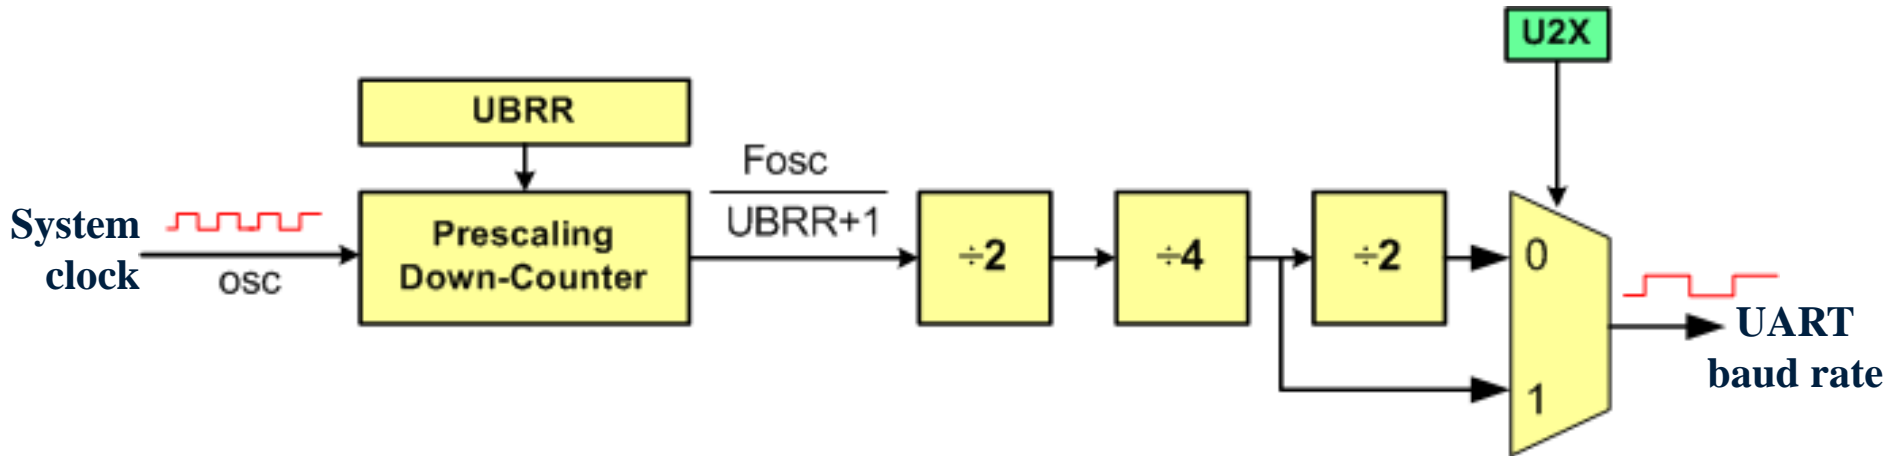 U2X
UBRR
System
clock
osc
Prescaling
Down-Counter
Fosc
UBRR+1
÷2
÷4
÷2
0
1
UART
baud rate